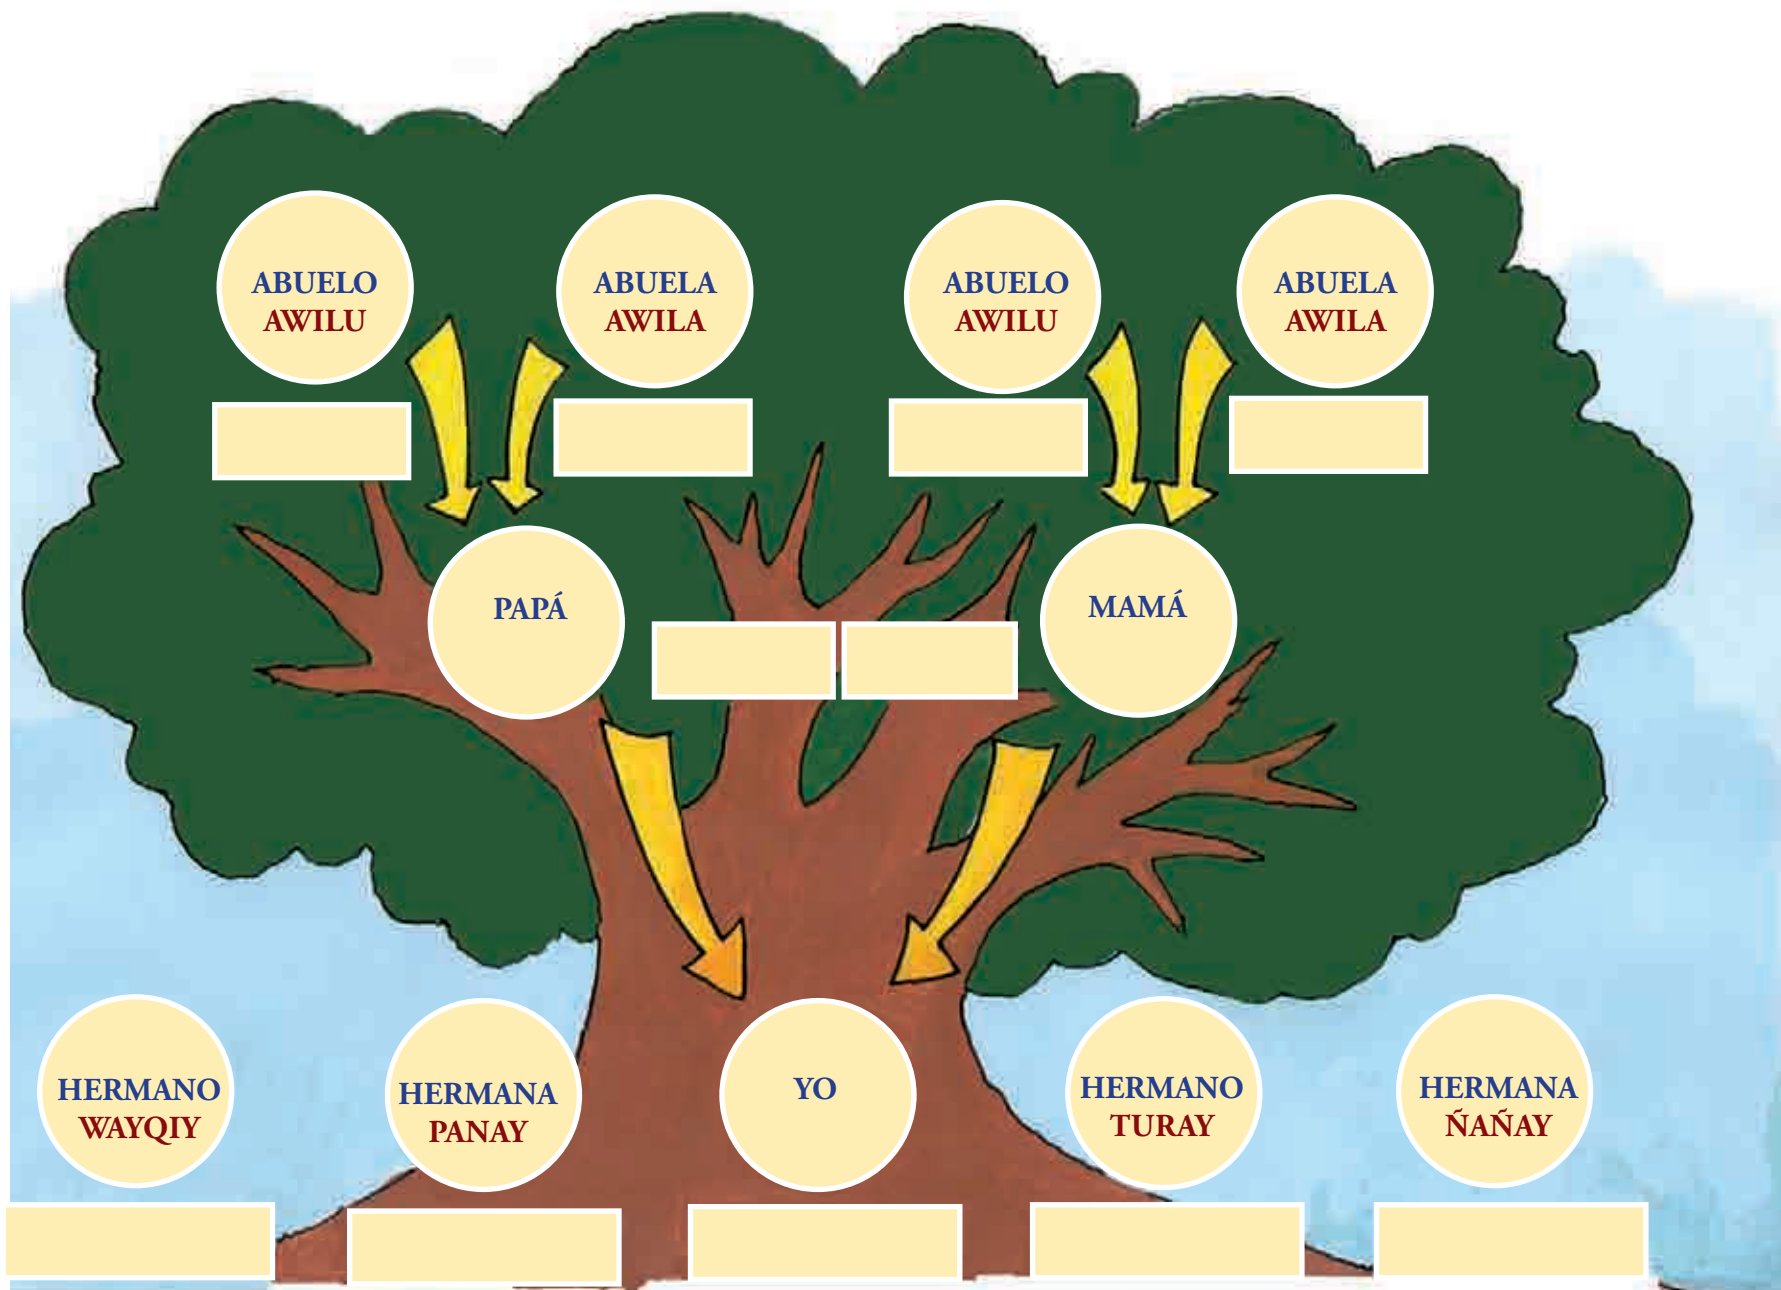 ABUELO
AWILU
ABUELA
AWILA
ABUELO
AWILU
ABUELA
AWILA
PAPÁ
MAMÁ
HERMANO
WAYQIY
HERMANA
PANAY
YO
HERMANO
TURAY
HERMANA
ÑAÑAY